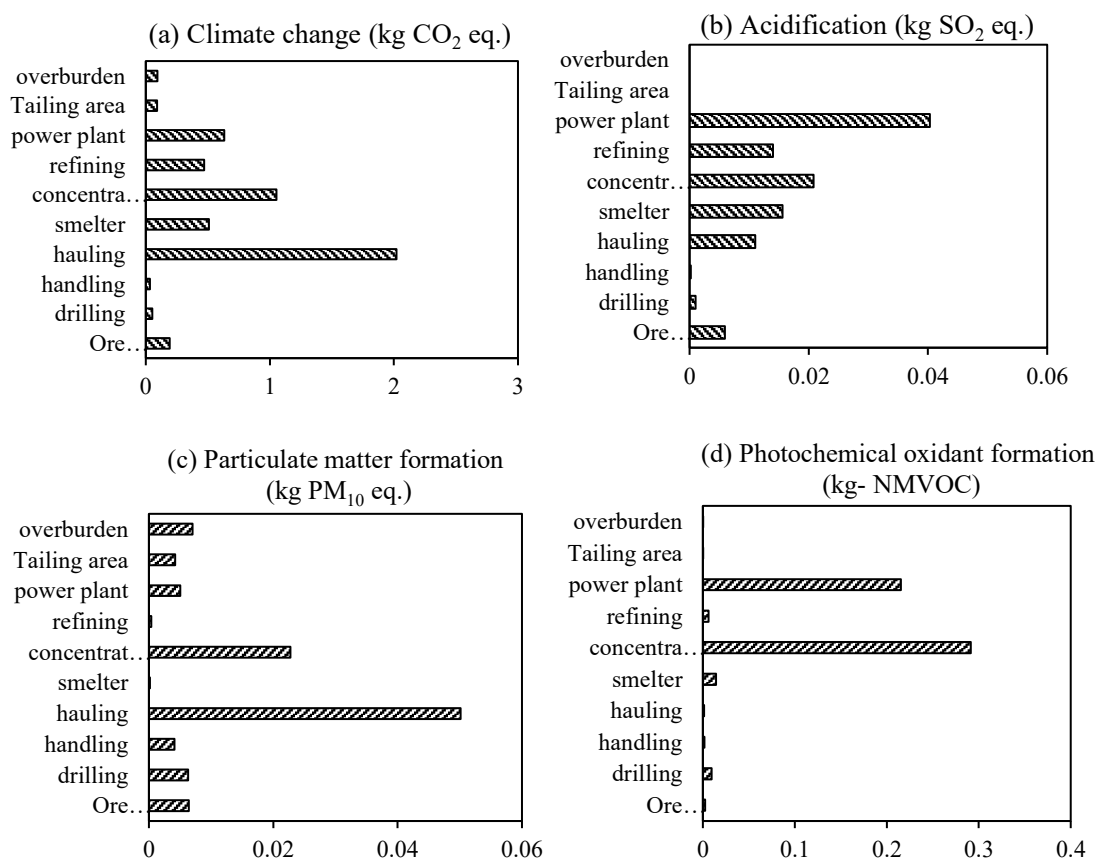 (a) Climate change (kg CO₂ eq.)
overburden
Tailing area
power plant
refining
concentra…
smelter
hauling
handling
drilling
Ore…
0 1 2 3
(b) Acidification (kg SO₂ eq.)
overburden
Tailing area
power plant
refining
concentr…
smelter
hauling
handling
drilling
Ore…
0 0.02 0.04 0.06
(c) Particulate matter formation
(kg PM₁₀ eq.)
overburden
Tailing area
power plant
refining
concentrat…
smelter
hauling
handling
drilling
Ore…
0 0.02 0.04 0.06
(d) Photochemical oxidant formation
(kg- NMVOC)
overburden
Tailing area
power plant
refining
concentra…
smelter
hauling
handling
drilling
Ore…
0 0.1 0.2 0.3 0.4